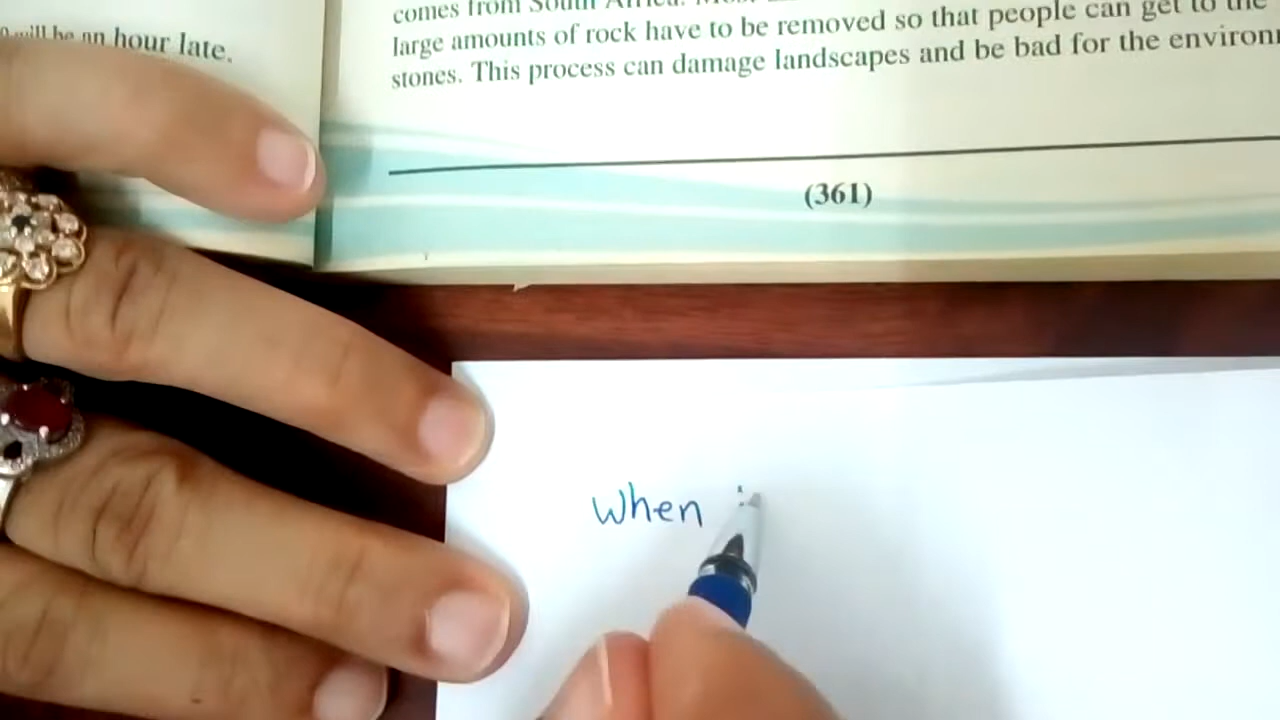 will be an hour late.
comes from South Africa.
large amounts of rock have to be removed so that people can get to the
stones. This process can damage landscapes and be bad for the
(361)
when